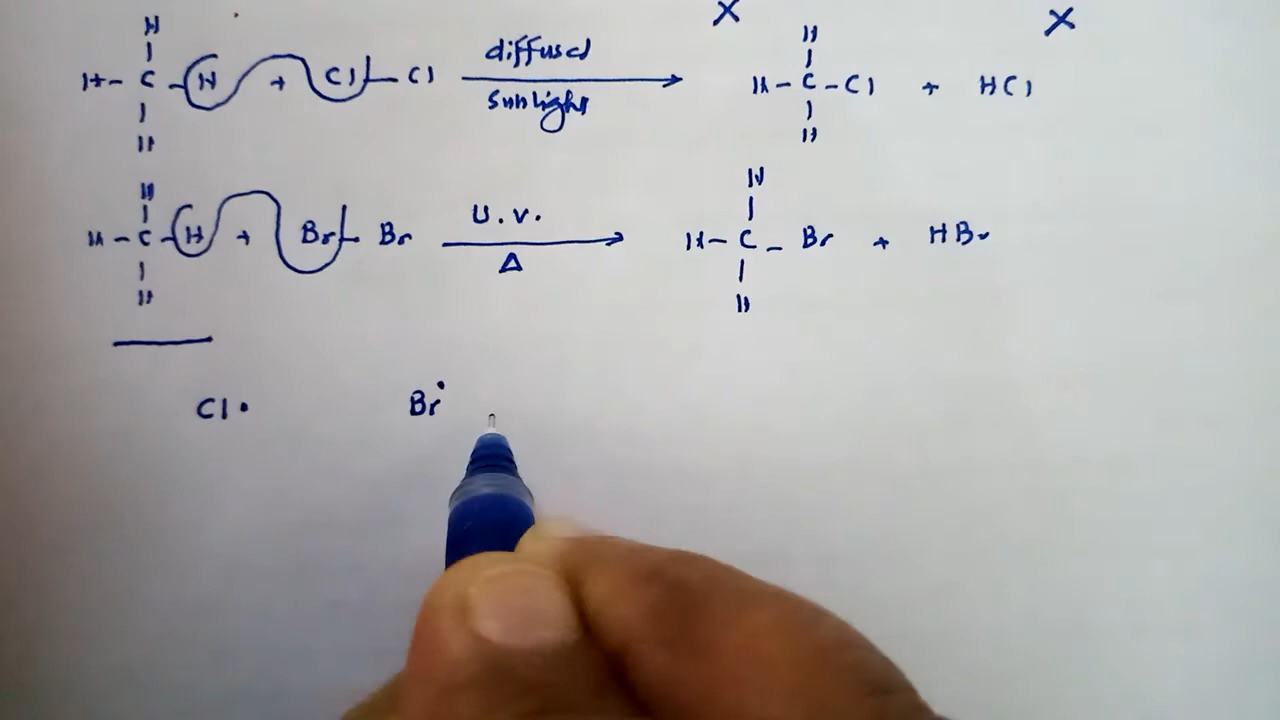 X X
H H
| |
H - C - H + Cl - Cl diffused sunlight → H - C - Cl + HCl
| |
H H
H H
| |
H - C - H + Br - Br U.V. Δ → H - C - Br + HBr
| |
H H
Cl• Br•